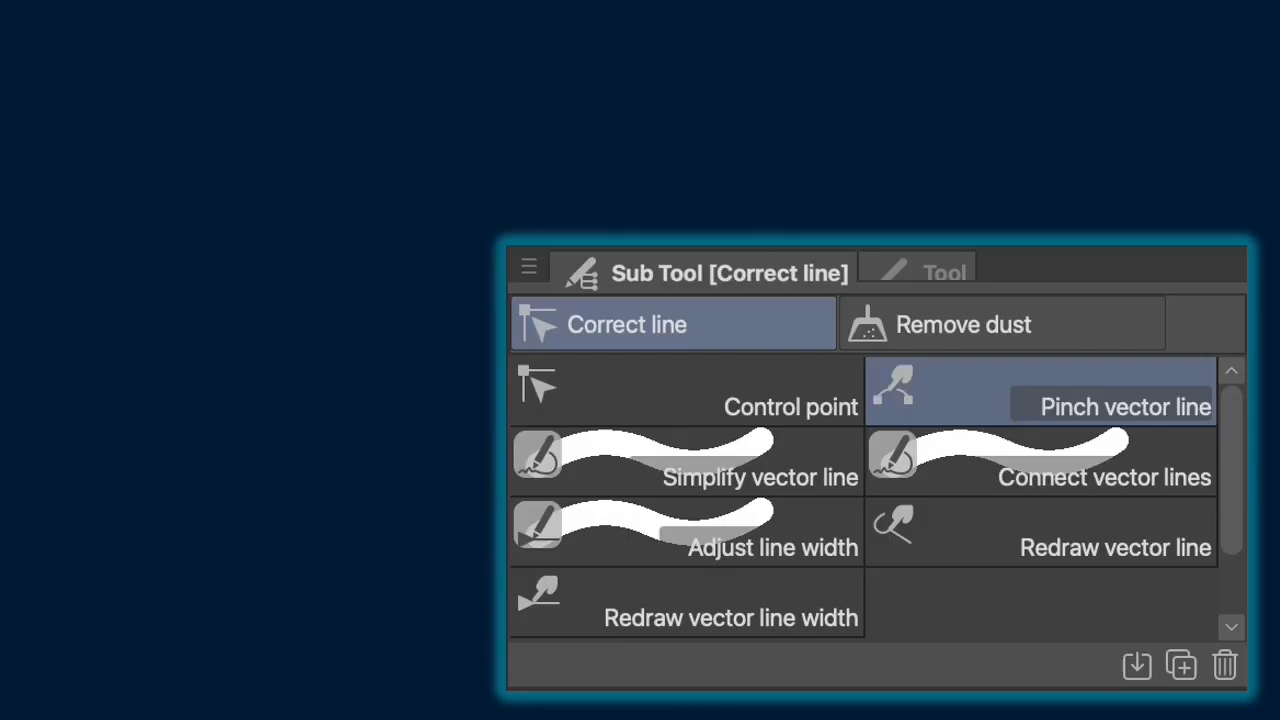 Sub Tool [Correct line] Tool
Correct line Remove dust
Control point Pinch vector line
Simplify vector line Connect vector lines
Adjust line width Redraw vector line
Redraw vector line width